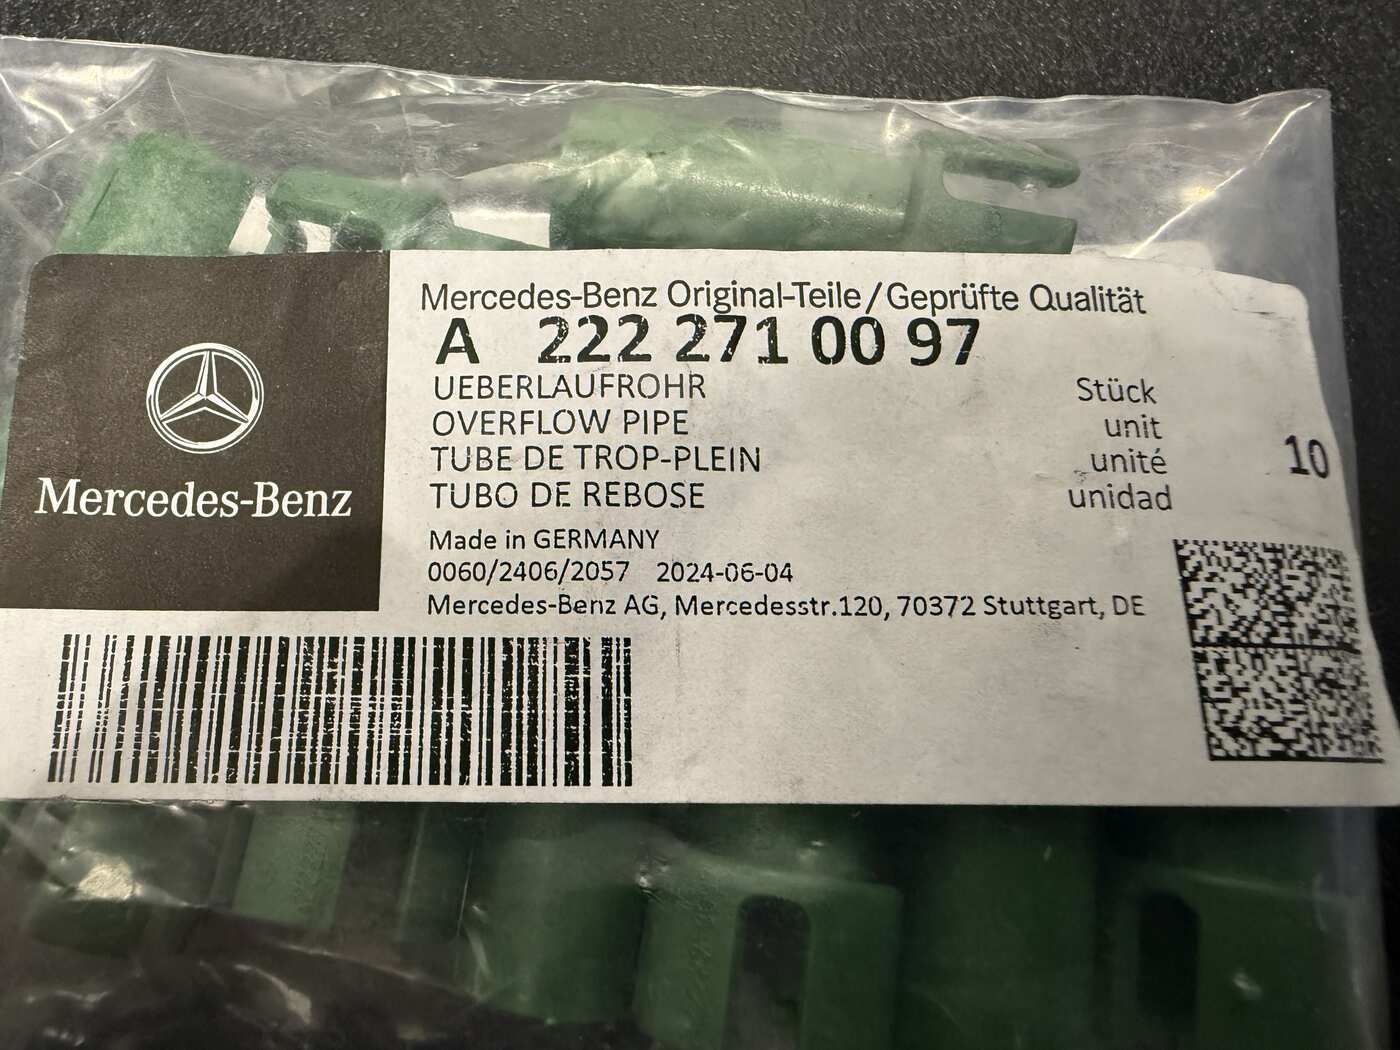 Mercedes-Benz Original-Teile/Geprüfte Qualität
A 222 271 00 97
UEBERLAUFROHR Stück
OVERFLOW PIPE unit
TUBE DE TROP-PLEIN unité
TUBO DE REBOSE unidad
10
Made in GERMANY
0060/2406/2057 2024-06-04
Mercedes-Benz AG, Mercedesstr.120, 70372 Stuttgart, DE
Mercedes-Benz